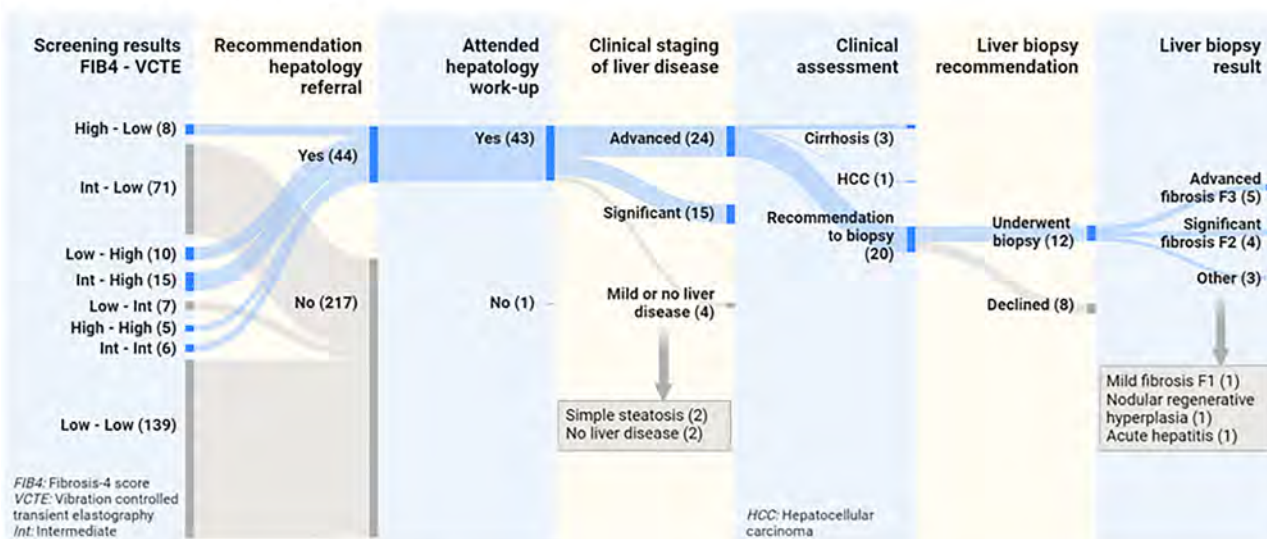 Screening results
FIB4 - VCTE
Recommendation
hepatology
referral
Attended
hepatology
work-up
Clinical staging
of liver disease
Clinical
assessment
Liver biopsy
recommendation
Liver biopsy
result
High - Low (8)
Int - Low (71)
Low - High (10)
Int - High (15)
Low - Int (7)
High - High (5)
Int - Int (6)
Low - Low (139)
FIB4: Fibrosis-4 score
VCTE: Vibration controlled
transient elastography
Int: Intermediate
Yes (44)
No (217)
Yes (43)
No (1)
Advanced (24)
Significant (15)
Mild or no liver
disease (4)
Simple steatosis (2)
No liver disease (2)
Cirrhosis (3)
HCC (1)
Recommendation
to biopsy
(20)
HCC: Hepatocellular
carcinoma
Underwent
biopsy (12)
Declined (8)
Advanced
fibrosis F3 (5)
Significant
fibrosis F2 (4)
Other (3)
Mild fibrosis F1 (1)
Nodular regenerative
hyperplasia (1)
Acute hepatitis (1)